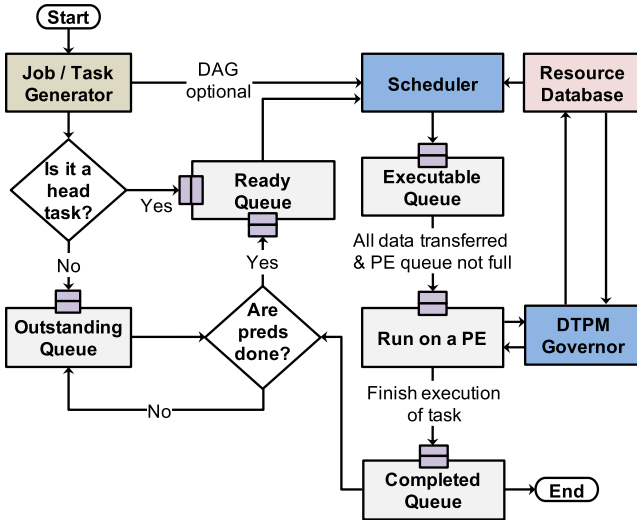 Start
Job / Task
Generator
DAG
optional
Scheduler
Resource
Database
Is it a
head
task?
Yes
Ready
Queue
Executable
Queue
No
Yes
All data transferred
& PE queue not full
Outstanding
Queue
Are
preds
done?
Run on a PE
DTPM
Governor
No
Finish execution
of task
Completed
Queue
End